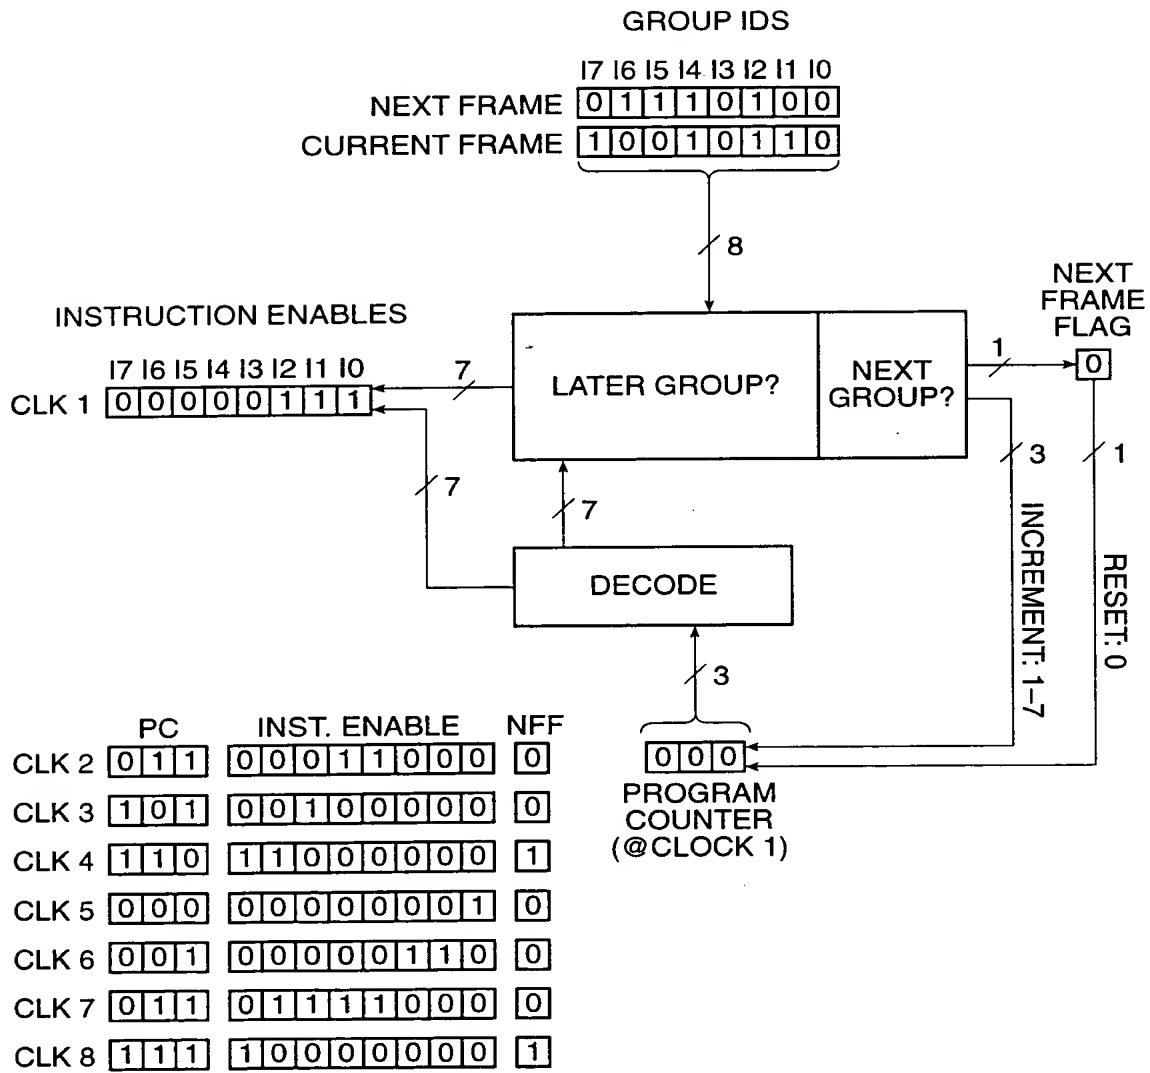 GROUP IDS
I7 I6 I5 I4 I3 I2 I1 I0
NEXT FRAME 0 1 1 1 0 1 0 0
CURRENT FRAME 1 0 0 1 0 1 1 0
8
NEXT
FRAME
FLAG
0
INSTRUCTION ENABLES
I7 I6 I5 I4 I3 I2 I1 I0
CLK 1 0 0 0 0 0 1 1 1
7
LATER GROUP?
NEXT
GROUP?
1
3
1
7
7
INCREMENT: 1–7
RESET: 0
DECODE
3
0 0 0
PROGRAM
COUNTER
(@CLOCK 1)
PC INST. ENABLE NFF
CLK 2 0 1 1 0 0 0 1 1 0 0 0 0
CLK 3 1 0 1 0 0 1 0 0 0 0 0 0
CLK 4 1 1 0 1 1 0 0 0 0 0 0 1
CLK 5 0 0 0 0 0 0 0 0 0 0 1 0
CLK 6 0 0 1 0 0 0 0 0 1 1 0 0
CLK 7 0 1 1 0 1 1 1 1 0 0 0 0
CLK 8 1 1 1 1 0 0 0 0 0 0 0 1